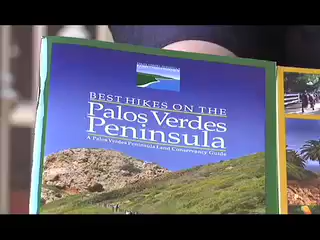 BEST HIKES ON THE
Palos Verdes
Peninsula
A Palos Verdes Peninsula Land Conservancy Guide